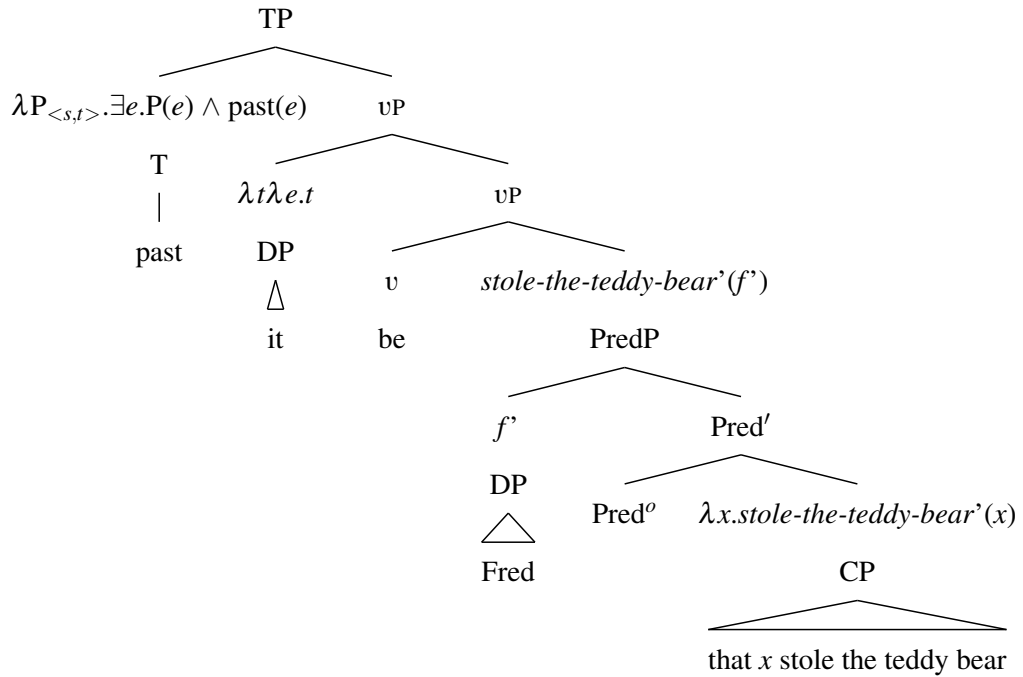 TP
λP<s,t>.∃e.P(e) ∧ past(e) υP
T λtλe.t υP
past DP υ stole-the-teddy-bear’(f’)
it be PredP
f’ Pred′
DP Predᵒ λx.stole-the-teddy-bear’(x)
Fred CP
that x stole the teddy bear